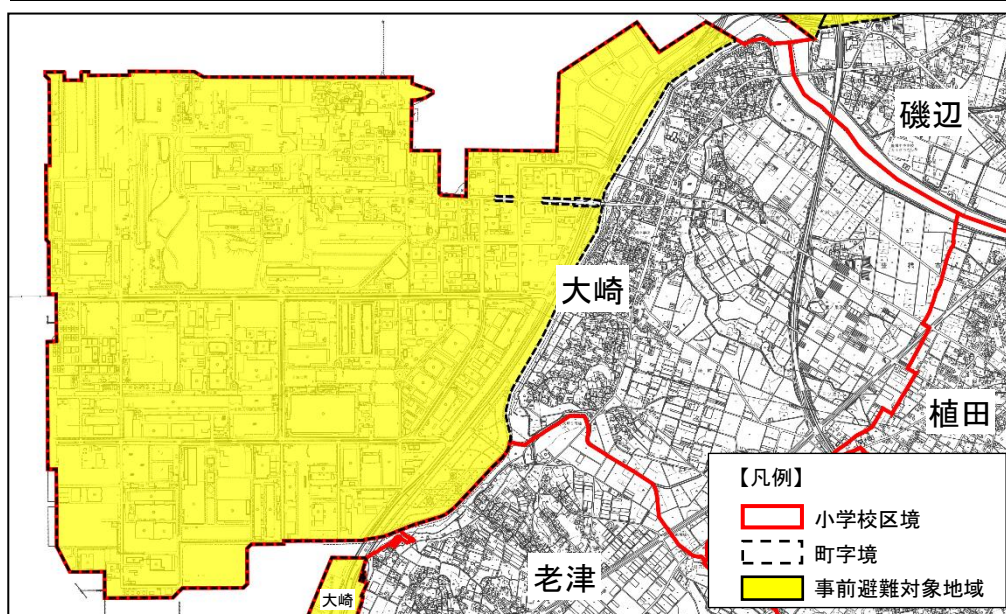 磯辺
大崎
植田
老津
大崎
【凡例】
小学校区境
町字境
事前避難対象地域